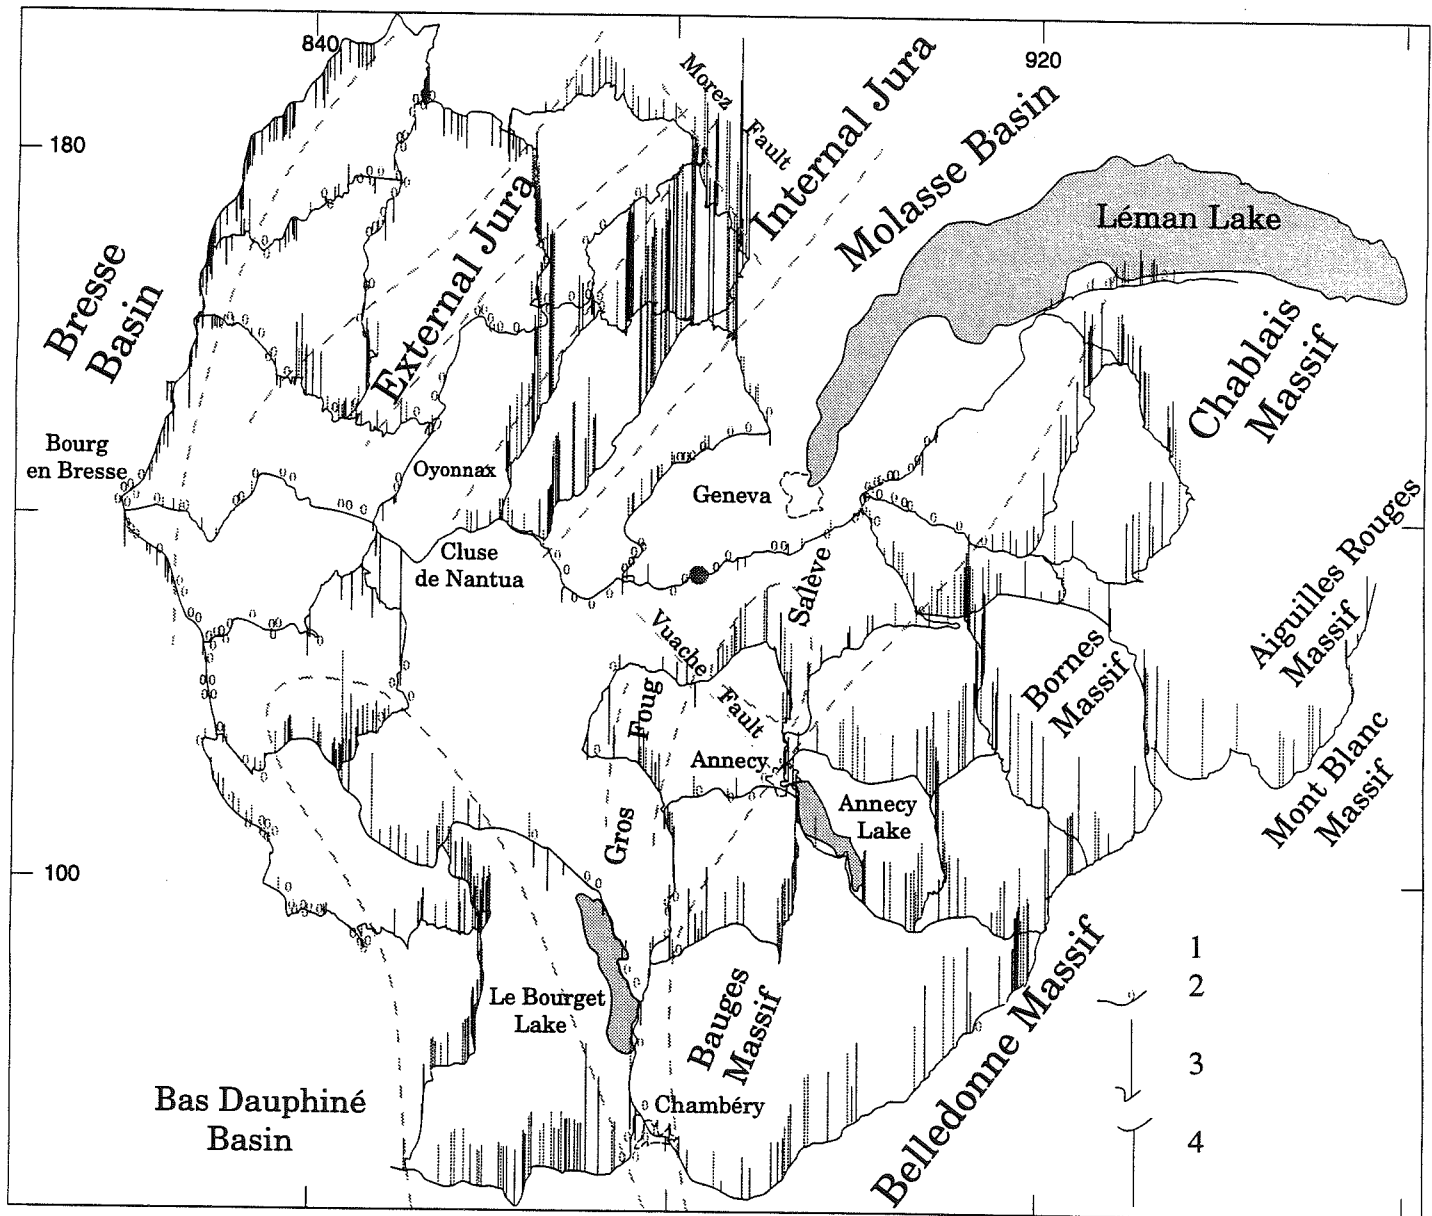 840
920
180
Morez
Fault
Internal Jura
Molasse Basin
Léman Lake
External Jura
Bresse
Basin
Chablais
Massif
Bourg
en Bresse
Oyonnax
Geneva
Cluse
de Nantua
Salève
Aiguilles Rouges
Massif
Vuache
Fault
Bornes
Massif
Gros Foug
Annecy
Annecy
Lake
Mont Blanc
Massif
100
Le Bourget
Lake
Bauges
Massif
Belledonne Massif
Chambéry
Bas Dauphiné
Basin
1
2
3
4